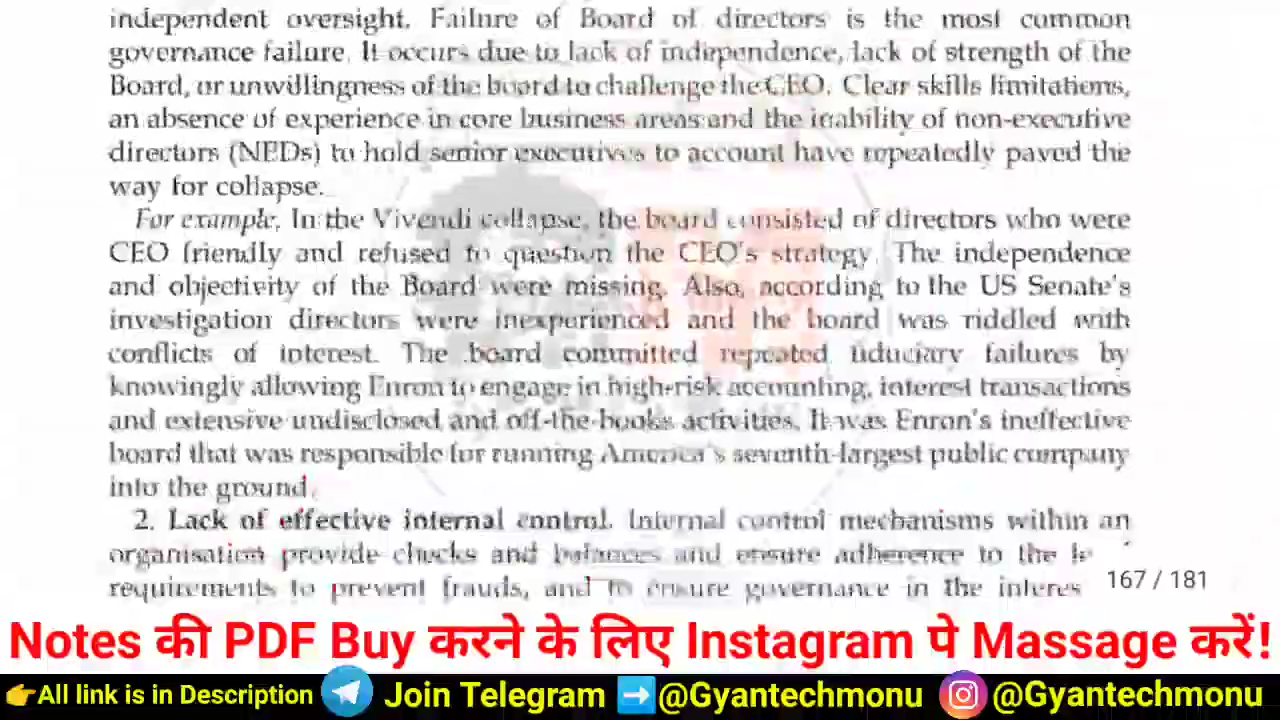 independent oversight. Failure of Board of directors is the most common
governance failure. It occurs due to lack of independence, lack of strength of the
Board, or unwillingness of the board to challenge the CEO. Clear skills limitations,
an absence of experience in core business areas and the inability of non-executive
directors (NEDs) to hold senior executives to account have repeatedly paved the
way for collapse.
For example, In the Vivendi collapse, the board consisted of directors who were
CEO friendly and refused to question the CEO's strategy. The independence
and objectivity of the Board were missing. Also, according to the US Senate's
investigation directors were inexperienced and the board was riddled with
conflicts of interest. The board committed repeated fiduciary failures by
knowingly allowing Enron to engage in high-risk accounting, interest transactions
and extensive undisclosed and off-the-books activities. It was Enron's ineffective
board that was responsible for running America's seventh-largest public company
into the ground.
2. Lack of effective internal control. Internal control mechanisms within an
organisation provide checks and balances and ensure adherence to the le
requirements to prevent frauds, and to ensure governance in the interes
167 / 181
Notes की PDF Buy करने के लिए Instagram पे Massage करें!
👉All link is in Description Join Telegram ➡️@Gyantechmonu @Gyantechmonu